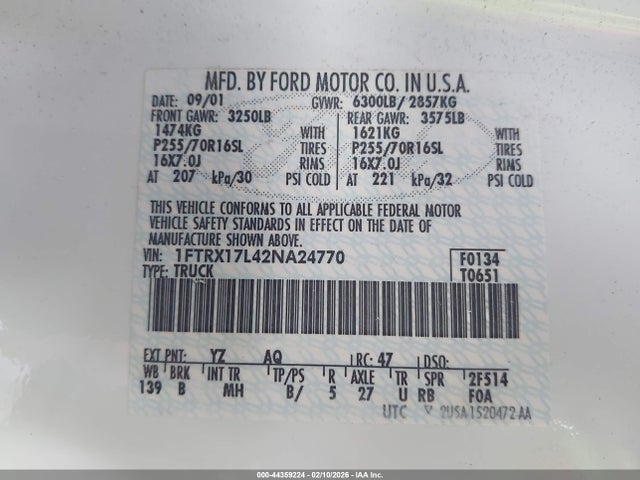 MFD. BY FORD MOTOR CO. IN U.S.A.
DATE: 09/01 GVWR: 6300LB/ 2857KG
FRONT GAWR: 3250LB REAR GAWR: 3575LB
1474KG WITH 1621KG WITH
P255/70R16SL TIRES P255/70R16SL TIRES
16X7.0J RIMS 16X7.0J RIMS
AT 207 kPa/30 PSI COLD AT 221 kPa/32 PSI COLD
THIS VEHICLE CONFORMS TO ALL APPLICABLE FEDERAL MOTOR
VEHICLE SAFETY STANDARDS IN EFFECT ON THE DATE OF
MANUFACTURE SHOWN ABOVE.
VIN: 1FTRX17L42NA24770 F0134
TYPE: TRUCK T0651
EXT PNT: YZ AQ RC: 47 DSO:
WB BRK INT TR TP/PS R AXLE TR SPR 2F514
139 B MH B/ 5 27 U RB FOA
UTC 2USA1520472AA
000-44359224 - 02/10/2026 - IAA Inc.